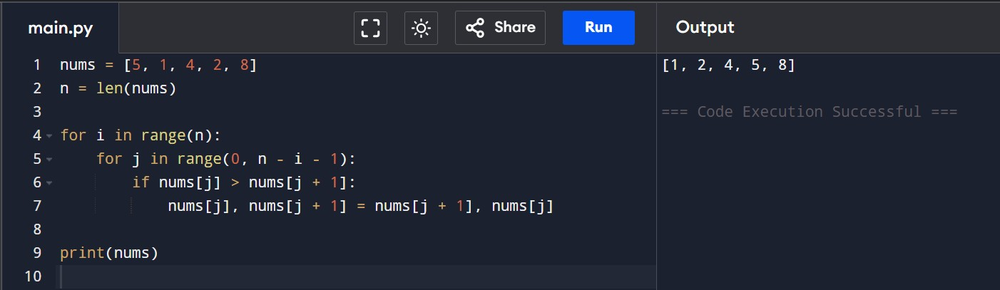 main.py
Share
Run
Output
1 nums = [5, 1, 4, 2, 8]
2 n = len(nums)
3
4 for i in range(n):
5     for j in range(0, n - i - 1):
6         if nums[j] > nums[j + 1]:
7             nums[j], nums[j + 1] = nums[j + 1], nums[j]
8
9 print(nums)
10
[1, 2, 4, 5, 8]
=== Code Execution Successful ===